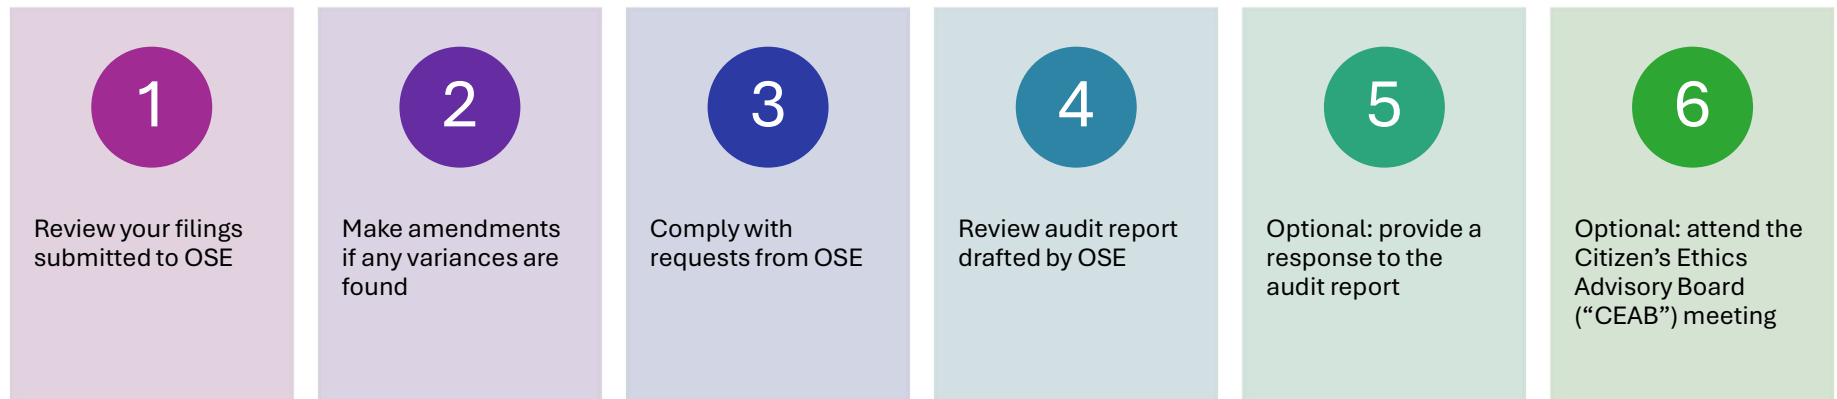 1
Review your filings
submitted to OSE
2
Make amendments
if any variances are
found
3
Comply with
requests from OSE
4
Review audit report
drafted by OSE
5
Optional: provide a
response to the
audit report
6
Optional: attend the
Citizen’s Ethics
Advisory Board
(“CEAB”) meeting